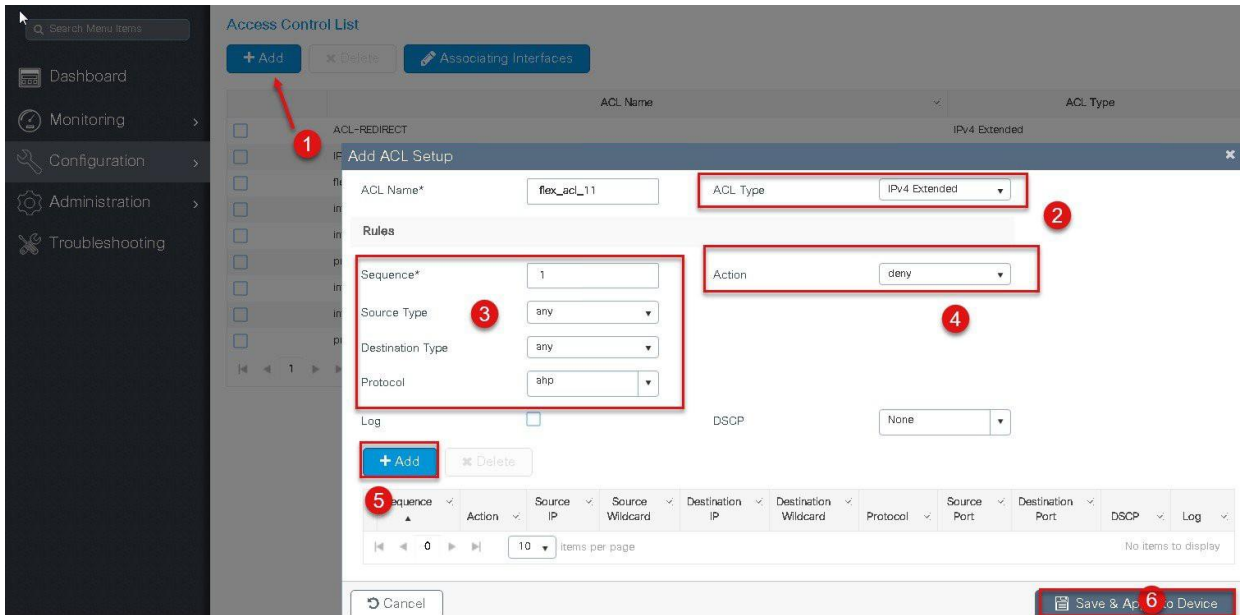 Search Menu Items
Dashboard
Monitoring
Configuration
Administration
Troubleshooting
Access Control List
+ Add
Delete
Associating Interfaces
ACL Name
ACL Type
ACL-REDIRECT
IPv4 Extended
1
Add ACL Setup
ACL Name*
flex_acl_11
ACL Type
IPv4 Extended
2
Rules
Sequence*
1
Action
deny
Source Type
3
any
4
Destination Type
any
1
Protocol
ahp
Log
DSCP
None
+ Add
Delete
5
Action
Source IP
Source Wildcard
Destination IP
Destination Wildcard
Protocol
Source Port
Destination Port
DSCP
Log
0
10
items per page
No items to display
Cancel
Save &
6
to Device